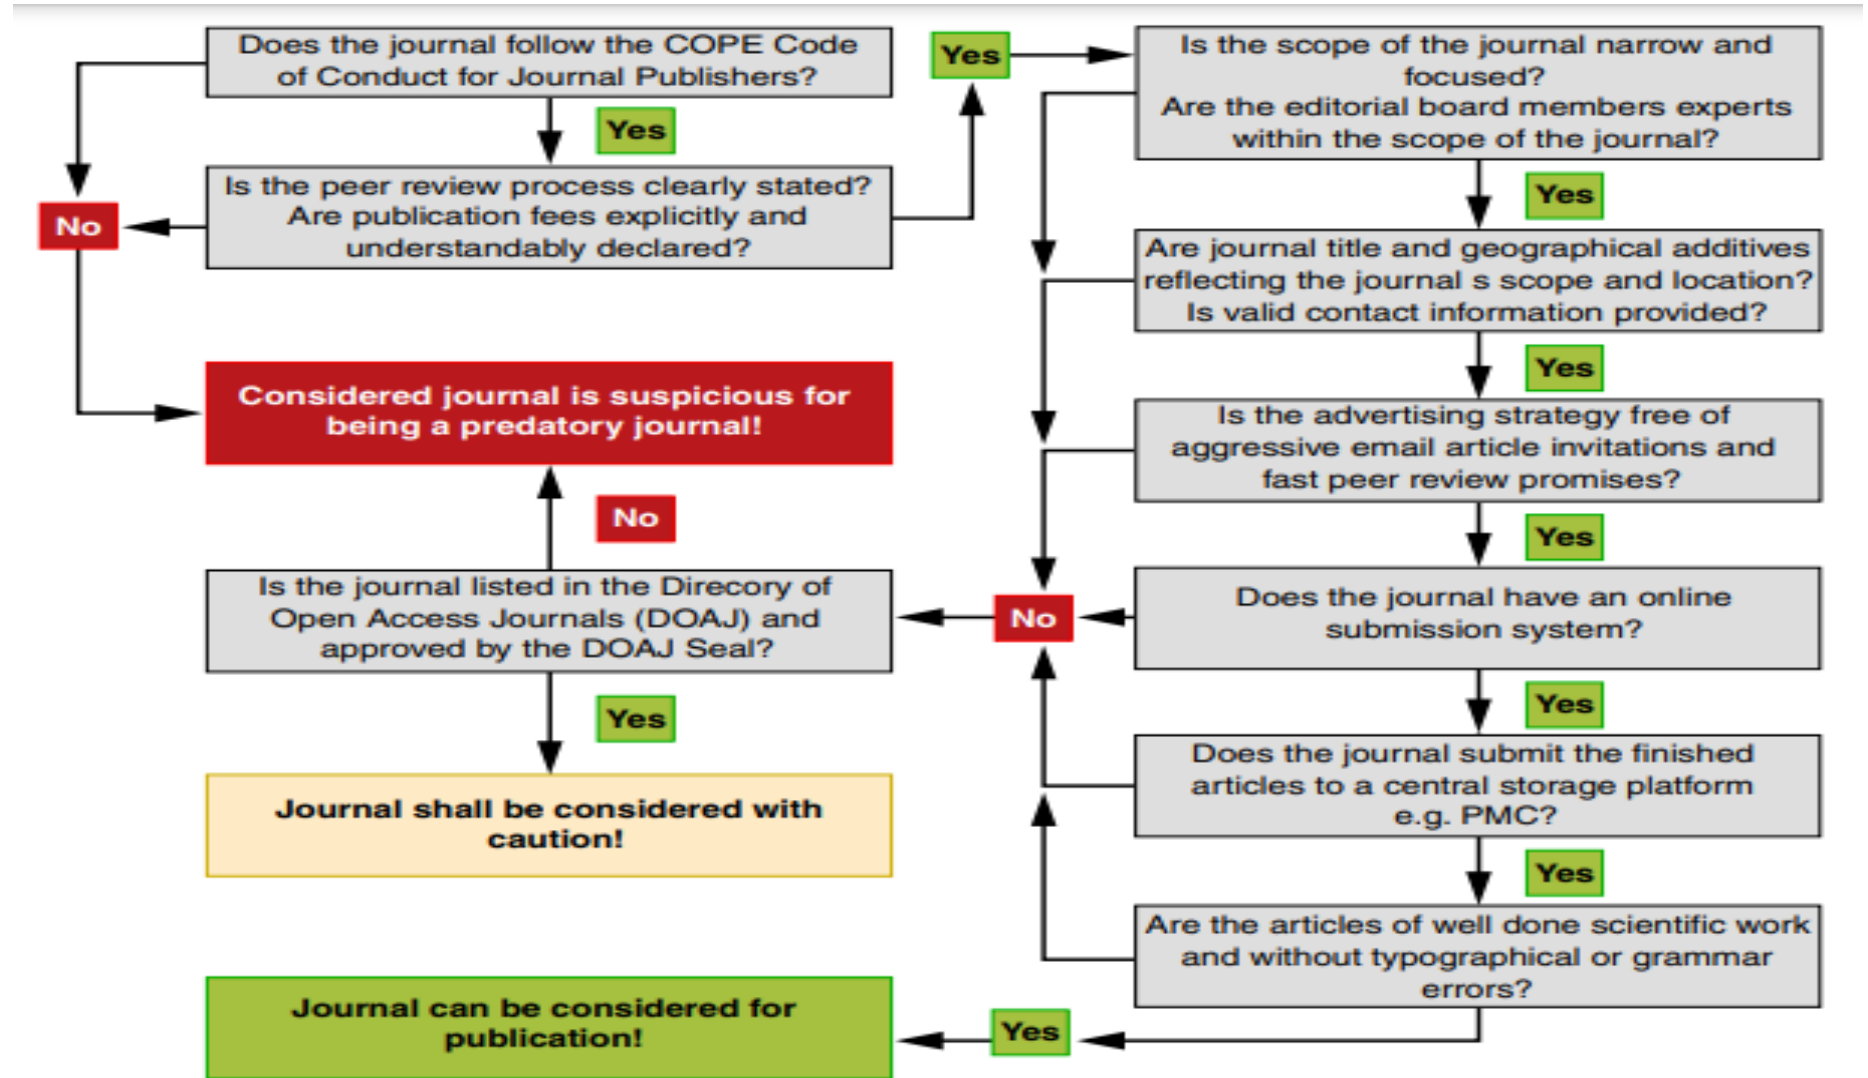 Does the journal follow the COPE Code
of Conduct for Journal Publishers?
Yes
Is the peer review process clearly stated?
Are publication fees explicitly and
understandably declared?
No
Considered journal is suspicious for
being a predatory journal!
No
Is the journal listed in the Direcory of
Open Access Journals (DOAJ) and
approved by the DOAJ Seal?
Yes
Journal shall be considered with
caution!
Journal can be considered for
publication!
Yes
Is the scope of the journal narrow and
focused?
Are the editorial board members experts
within the scope of the journal?
Yes
Are journal title and geographical additives
reflecting the journal s scope and location?
Is valid contact information provided?
Yes
Is the advertising strategy free of
aggressive email article invitations and
fast peer review promises?
Yes
Does the journal have an online
submission system?
No
Yes
Does the journal submit the finished
articles to a central storage platform
e.g. PMC?
Yes
Are the articles of well done scientific work
and without typographical or grammar
errors?
Yes